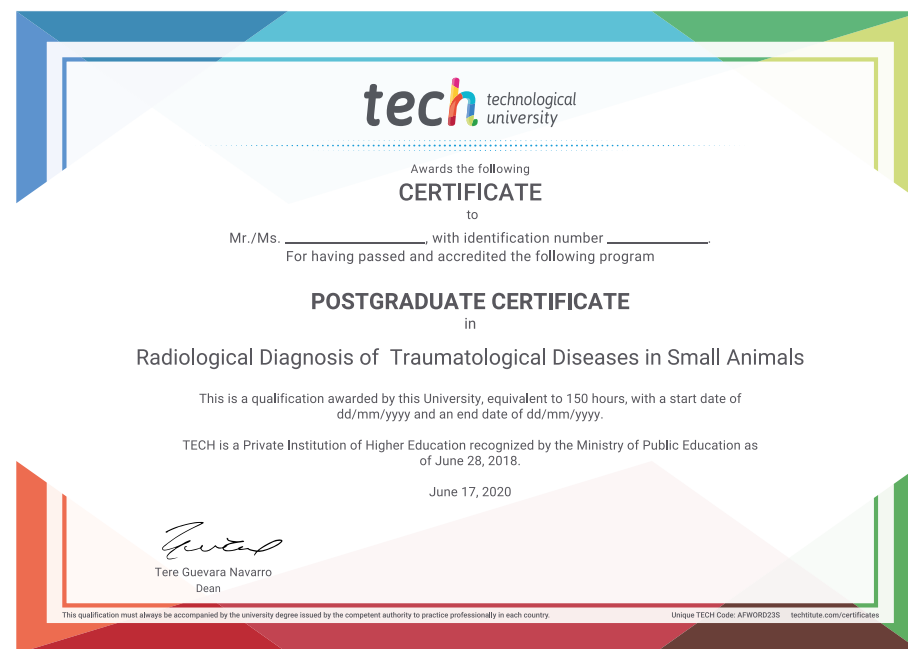 tech technological
university
Awards the following
CERTIFICATE
to
Mr./Ms. ____________________, with identification number ______________.
For having passed and accredited the following program
POSTGRADUATE CERTIFICATE
in
Radiological Diagnosis of Traumatological Diseases in Small Animals
This is a qualification awarded by this University, equivalent to 150 hours, with a start date of
dd/mm/yyyy and an end date of dd/mm/yyyy.
TECH is a Private Institution of Higher Education recognized by the Ministry of Public Education as
of June 28, 2018.
June 17, 2020
Tere Guevara Navarro
Dean
This qualification must always be accompanied by the university degree issued by the competent authority to practice professionally in each country.
Unique TECH Code: AFWORD23S techtitute.com/certificates